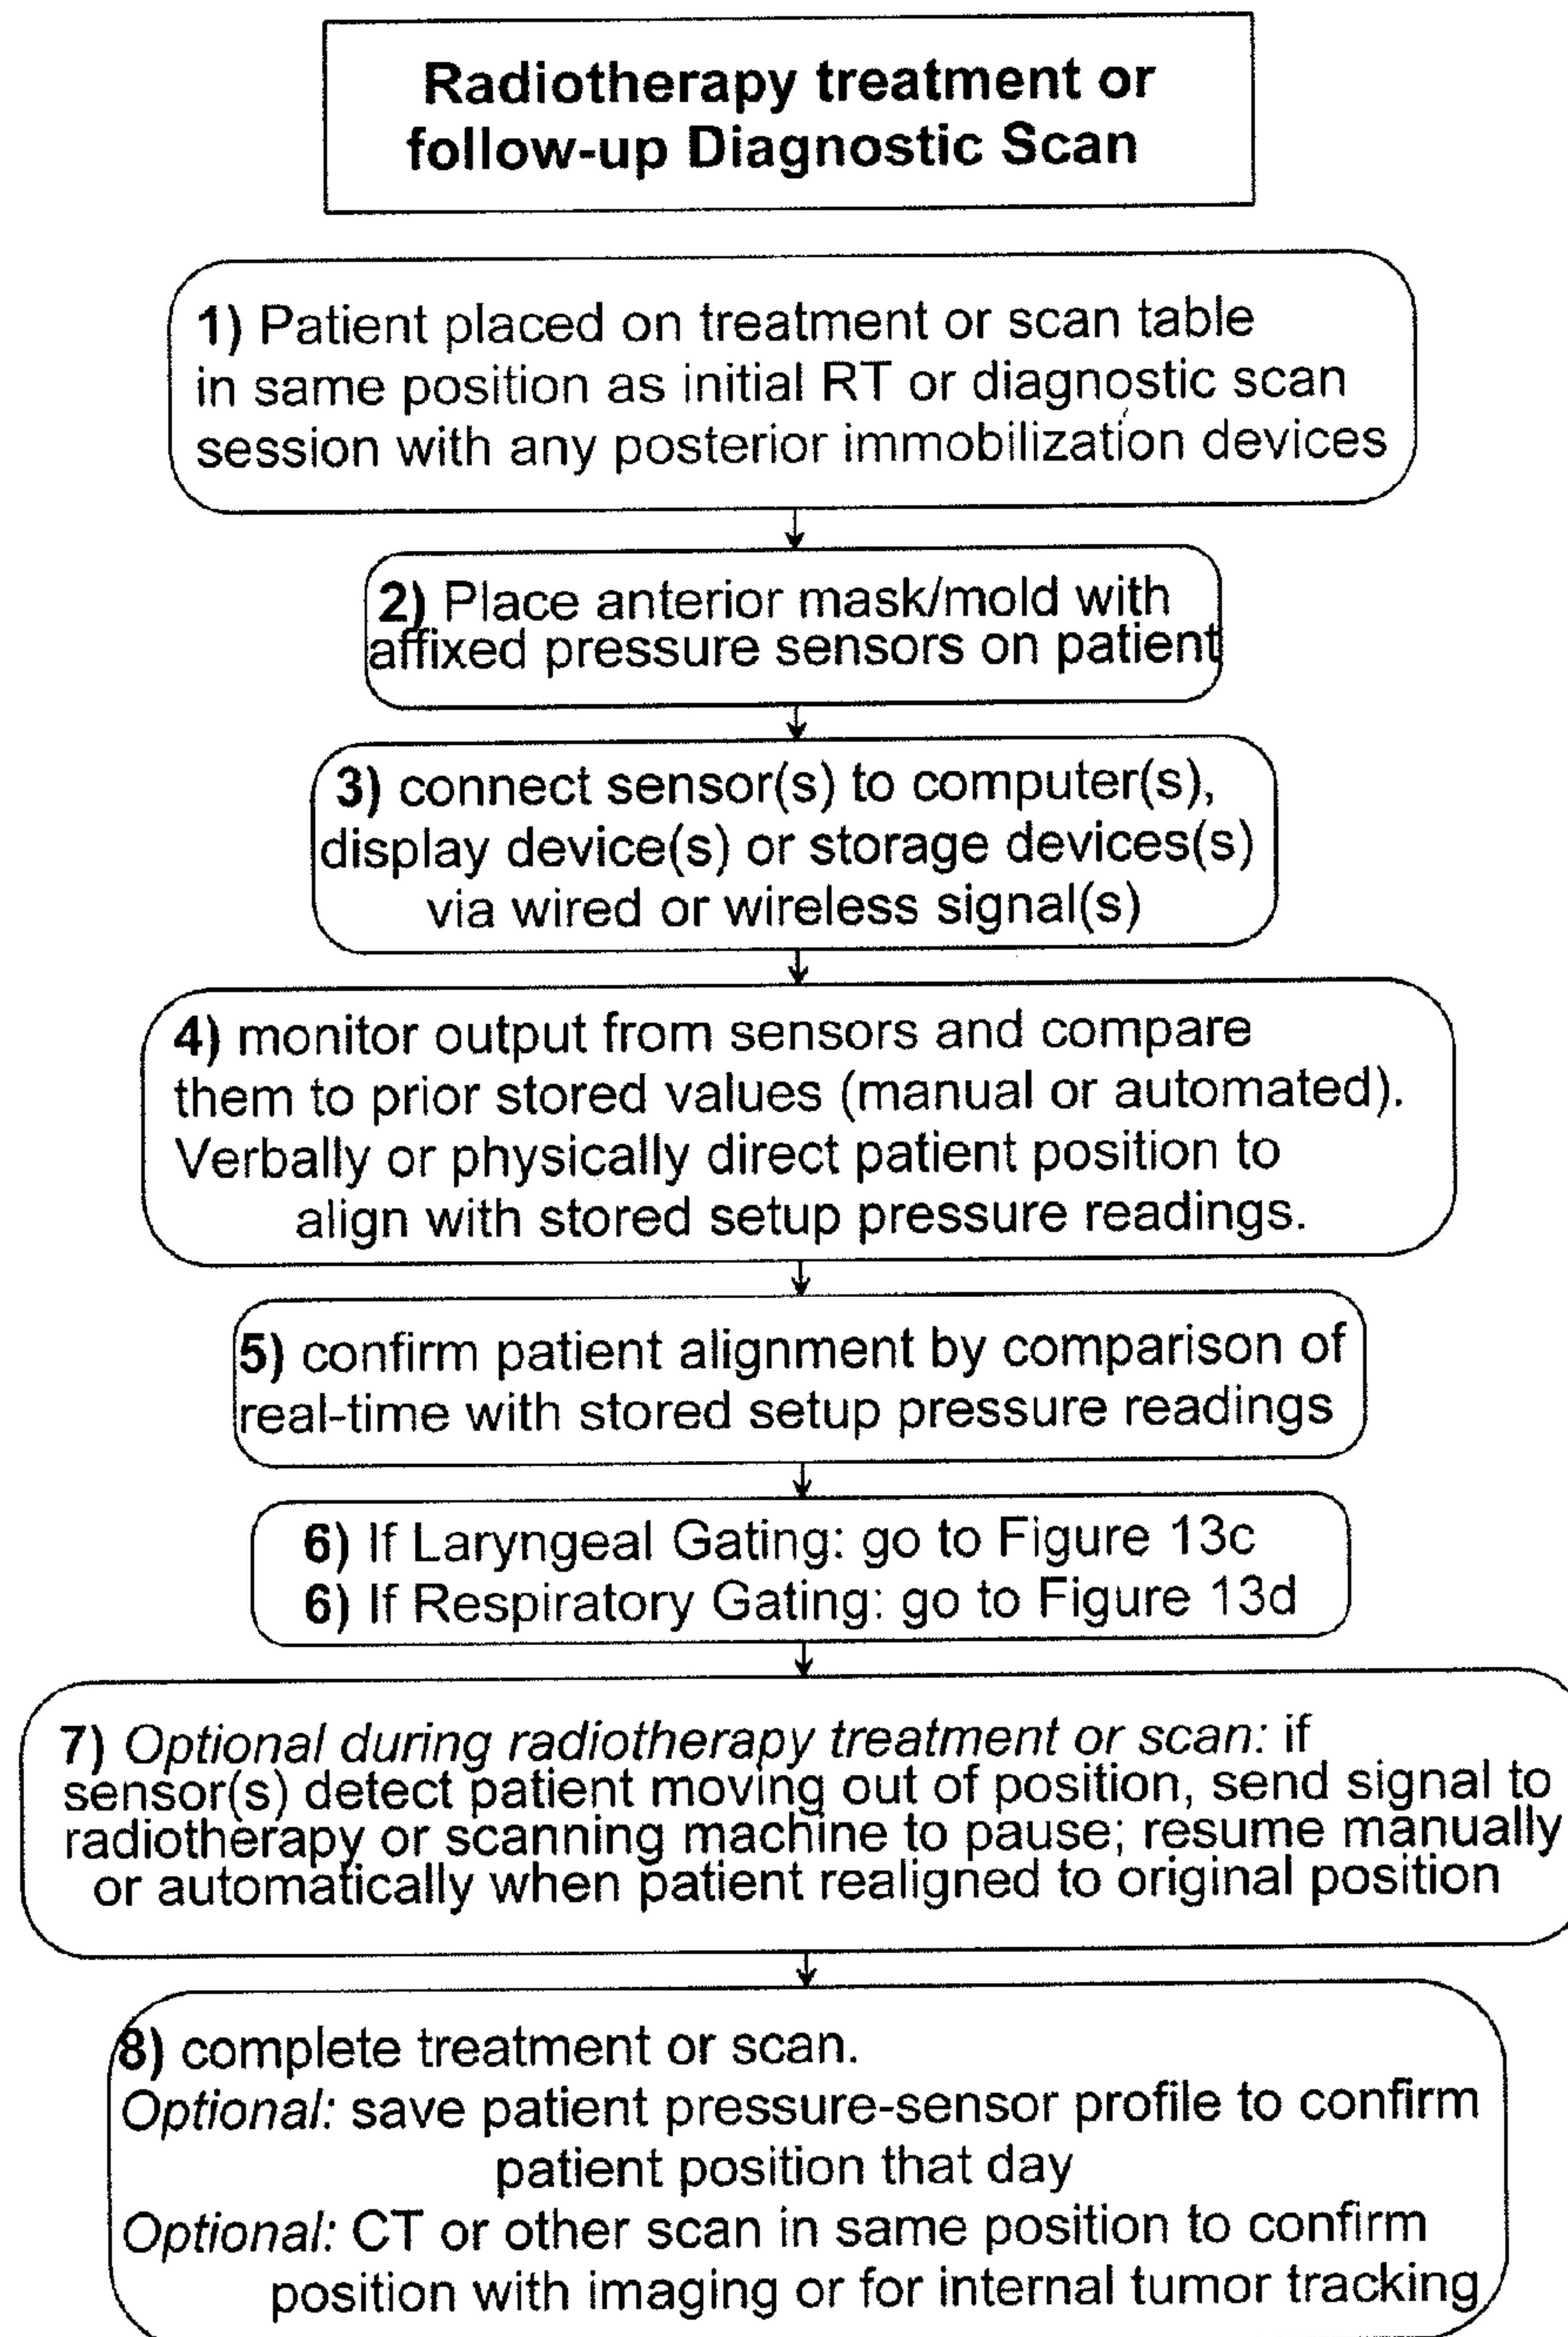 Radiotherapy treatment or
follow-up Diagnostic Scan
1) Patient placed on treatment or scan table
in same position as initial RT or diagnostic scan
session with any posterior immobilization devices
2) Place anterior mask/mold with
affixed pressure sensors on patient
3) connect sensor(s) to computer(s),
display device(s) or storage devices(s)
via wired or wireless signal(s)
4) monitor output from sensors and compare
them to prior stored values (manual or automated).
Verbally or physically direct patient position to
align with stored setup pressure readings.
5) confirm patient alignment by comparison of
real-time with stored setup pressure readings
6) If Laryngeal Gating: go to Figure 13c
6) If Respiratory Gating: go to Figure 13d
7) Optional during radiotherapy treatment or scan: if
sensor(s) detect patient moving out of position, send signal to
radiotherapy or scanning machine to pause; resume manually
or automatically when patient realigned to original position
8) complete treatment or scan.
Optional: save patient pressure-sensor profile to confirm
patient position that day
Optional: CT or other scan in same position to confirm
position with imaging or for internal tumor tracking